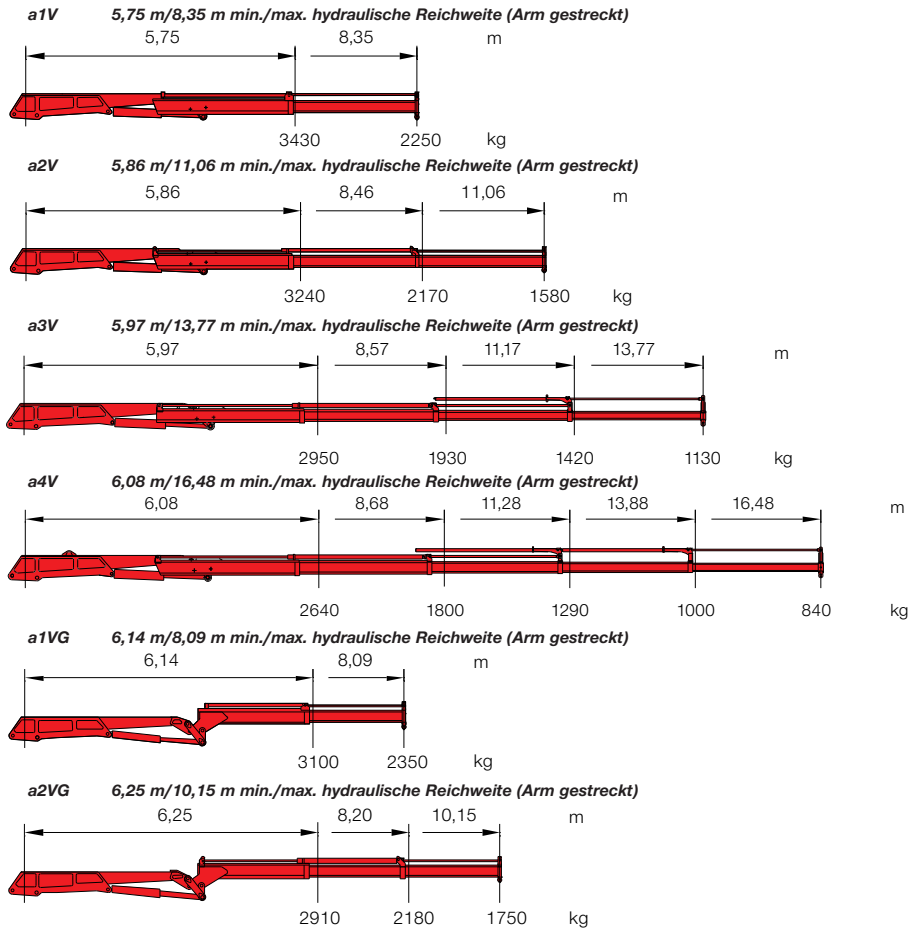 a1V 5,75 m/8,35 m min./max. hydraulische Reichweite (Arm gestreckt)
5,75 8,35 m
3430 2250 kg
a2V 5,86 m/11,06 m min./max. hydraulische Reichweite (Arm gestreckt)
5,86 8,46 11,06 m
3240 2170 1580 kg
a3V 5,97 m/13,77 m min./max. hydraulische Reichweite (Arm gestreckt)
5,97 8,57 11,17 13,77 m
2950 1930 1420 1130 kg
a4V 6,08 m/16,48 m min./max. hydraulische Reichweite (Arm gestreckt)
6,08 8,68 11,28 13,88 16,48 m
2640 1800 1290 1000 840 kg
a1VG 6,14 m/8,09 m min./max. hydraulische Reichweite (Arm gestreckt)
6,14 8,09 m
3100 2350 kg
a2VG 6,25 m/10,15 m min./max. hydraulische Reichweite (Arm gestreckt)
6,25 8,20 10,15 m
2910 2180 1750 kg